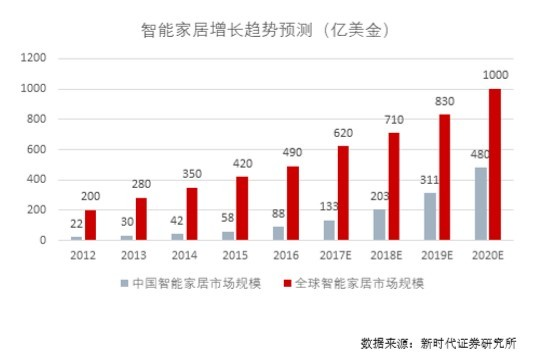 智能家居增长趋势预测（亿美金）
1200
1000
800
600
400
200
0
22 200 30 280 42 350 58 420 88 490 133 620 203 710 311 830 480 1000
2012 2013 2014 2015 2016 2017E 2018E 2019E 2020E
中国智能家居市场规模 全球智能家居市场规模
数据来源：新时代证券研究所